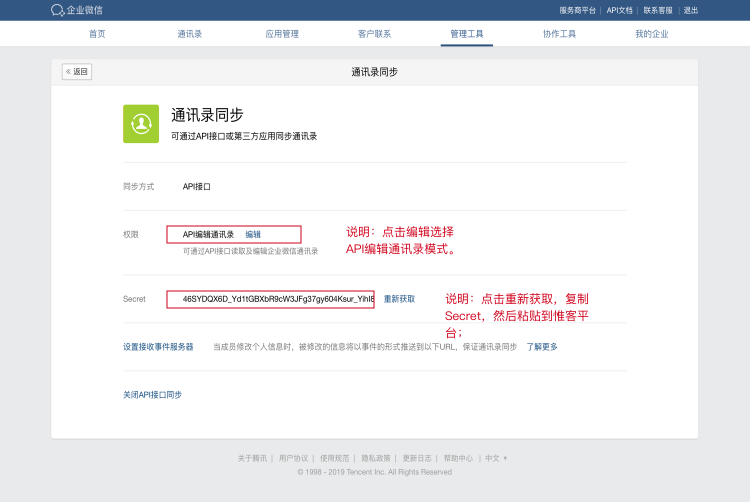 企业微信
服务商平台 | API文档 | 联系客服 | 退出
首页 通讯录 应用管理 客户联系 管理工具 协作工具 我的企业
« 返回
通讯录同步
通讯录同步
可通过API接口或第三方应用同步通讯录
同步方式 API接口
权限 API编辑通讯录 编辑
可通过API接口读取及编辑企业微信通讯录
说明：点击编辑选择
API编辑通讯录模式。
Secret 46SYDQX6D_Yd1tGBXbR9cW3JFg37gy604Ksur_YihI8 重新获取
说明：点击重新获取，复制
Secret，然后粘贴到惟客平
台；
设置接收事件服务器 当成员修改个人信息时，被修改的信息将以事件的形式推送到以下URL，保证通讯录同步 了解更多
关闭API接口同步
关于腾讯 | 用户协议 | 使用规范 | 隐私政策 | 更新日志 | 帮助中心 | 中文
© 1998 - 2019 Tencent Inc. All Rights Reserved